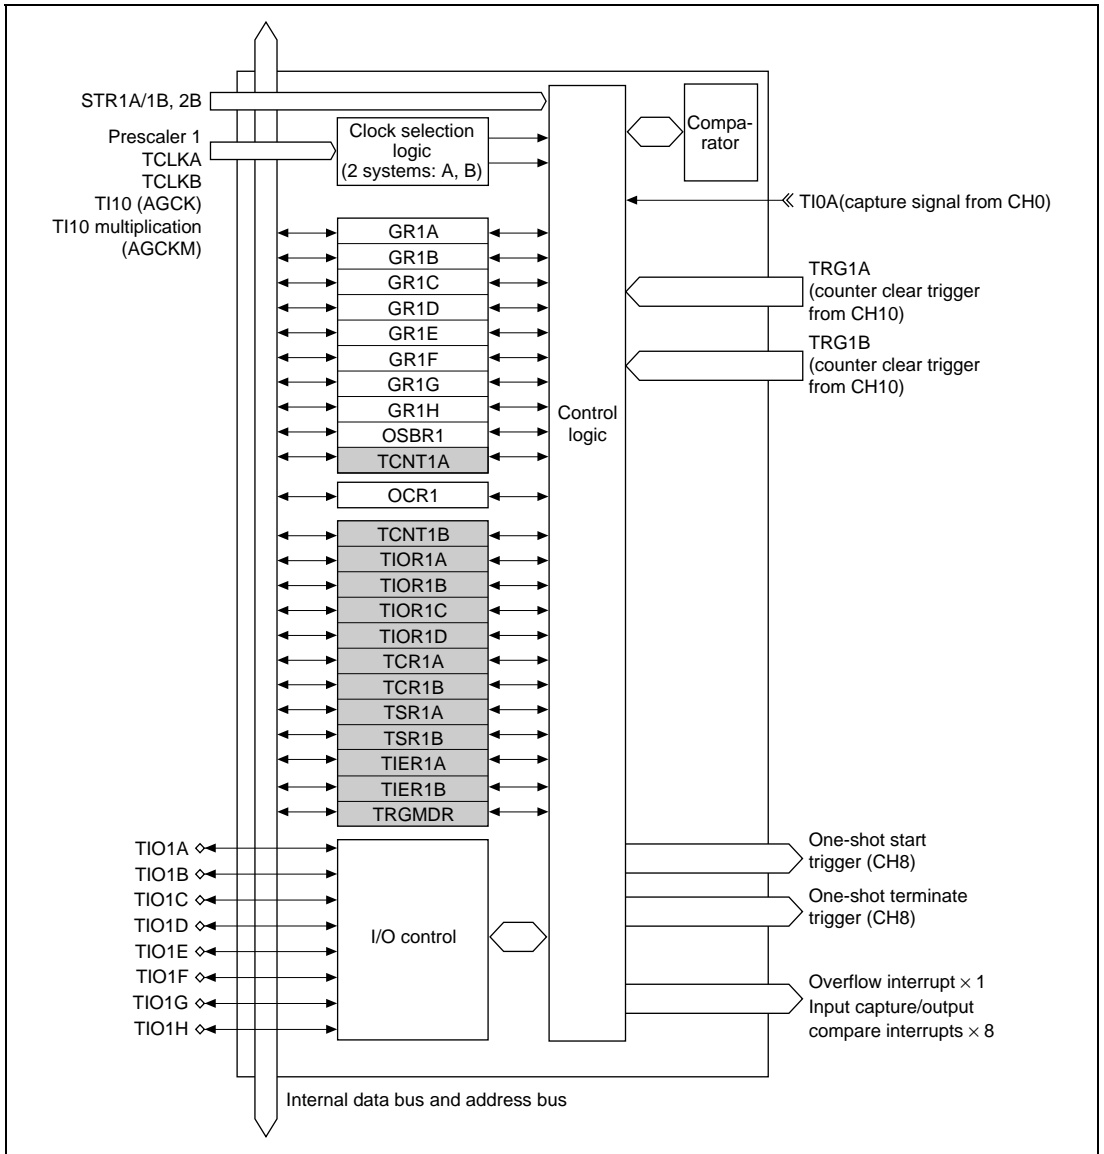 STR1A/1B, 2B
Prescaler 1
TCLKA
TCLKB
TI10 (AGCK)
TI10 multiplication
(AGCKM)
Clock selection
logic
(2 systems: A, B)
Compa-
rator
TI0A(capture signal from CH0)
TRG1A
(counter clear trigger
from CH10)
TRG1B
(counter clear trigger
from CH10)
GR1A
GR1B
GR1C
GR1D
GR1E
GR1F
GR1G
GR1H
OSBR1
TCNT1A
OCR1
TCNT1B
TIOR1A
TIOR1B
TIOR1C
TIOR1D
TCR1A
TCR1B
TSR1A
TSR1B
TIER1A
TIER1B
TRGMDR
Control
logic
TIO1A
TIO1B
TIO1C
TIO1D
TIO1E
TIO1F
TIO1G
TIO1H
I/O control
One-shot start
trigger (CH8)
One-shot terminate
trigger (CH8)
Overflow interrupt × 1
Input capture/output
compare interrupts × 8
Internal data bus and address bus